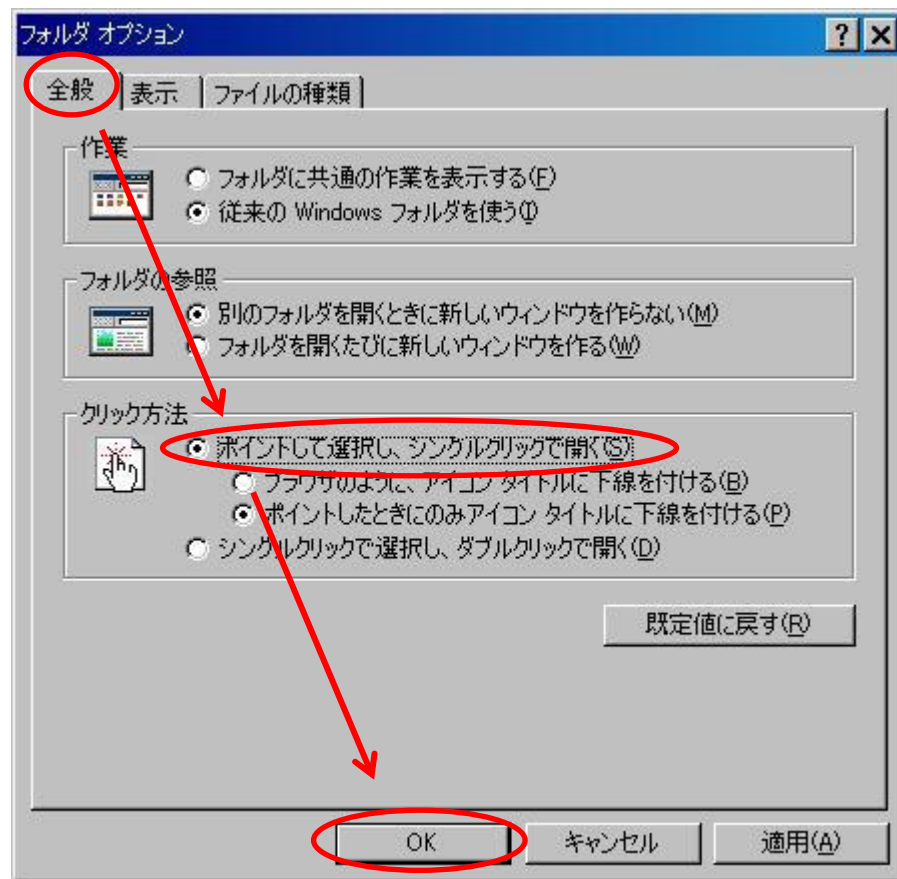 フォルダ オプション
全般 表示 ファイルの種類
作業
フォルダに共通の作業を表示する(F)
従来の Windows フォルダを使う(I)
フォルダの参照
別のフォルダを開くときに新しいウィンドウを作らない(M)
フォルダを開くたびに新しいウィンドウを作る(W)
クリック方法
ポイントして選択し、シングルクリックで開く(S)
ブラウザのように、アイコン タイトルに下線を付ける(B)
ポイントしたときにのみアイコン タイトルに下線を付ける(P)
シングルクリックで選択し、ダブルクリックで開く(D)
既定値に戻す(R)
OK キャンセル 適用(A)